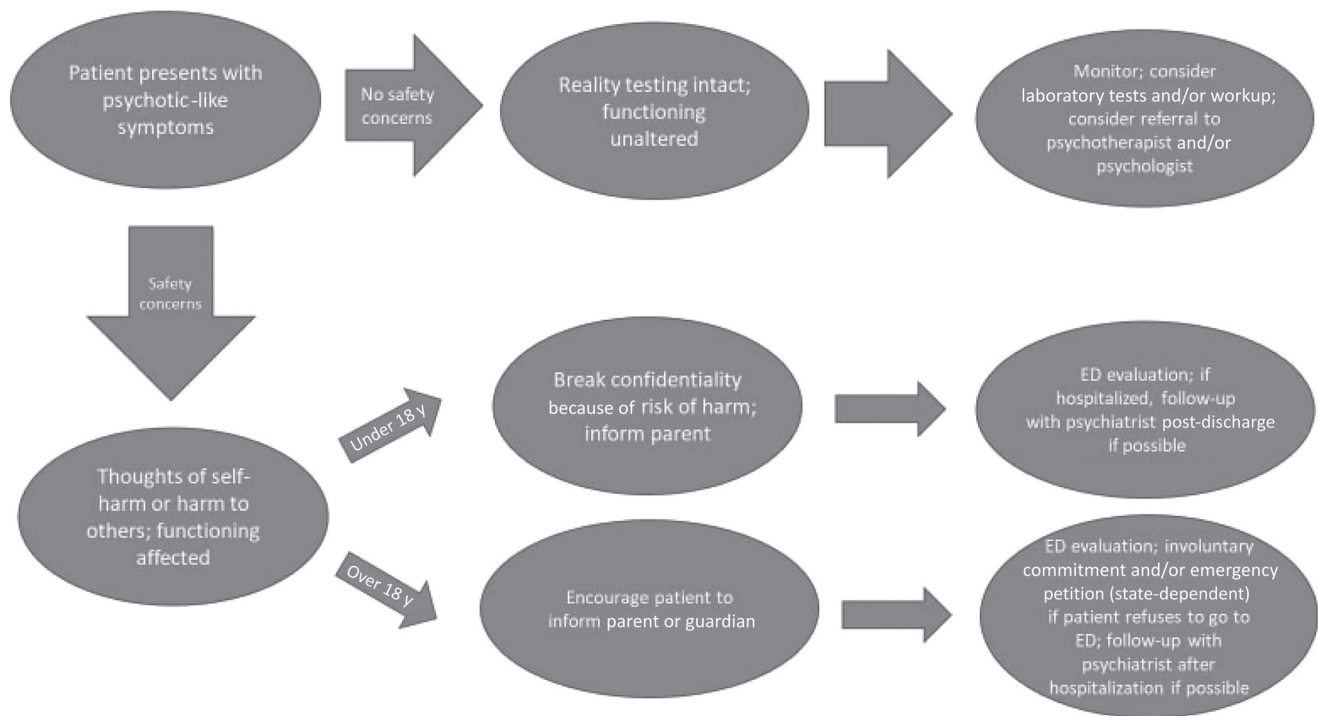 Patient presents with
psychotic-like
symptoms
No safety
concerns
Reality testing intact;
functioning
unaltered
Monitor; consider
laboratory tests and/or workup;
consider referral to
psychotherapist and/or
psychologist
Safety
concerns
Thoughts of self-
harm or harm to
others; functioning
affected
Under 18 y
Break confidentiality
because of risk of harm;
inform parent
ED evaluation; if
hospitalized, follow-up
with psychiatrist post-discharge
if possible
Over 18 y
Encourage patient to
inform parent or guardian
ED evaluation; involuntary
commitment and/or emergency
petition (state-dependent)
if patient refuses to go to
ED; follow-up with
psychiatrist after
hospitalization if possible